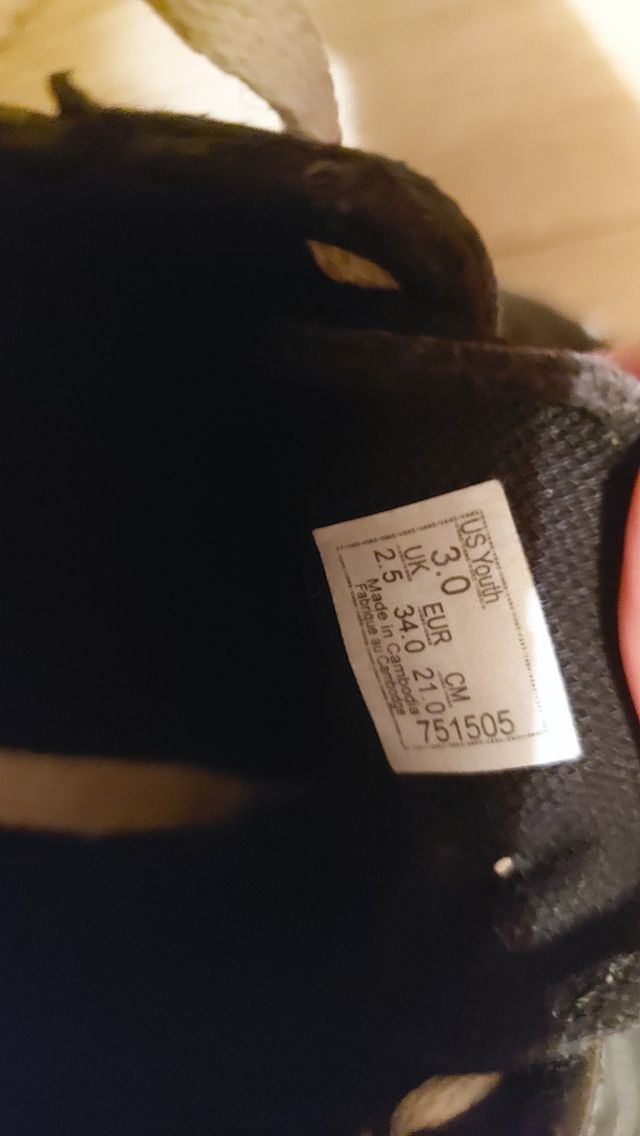 US Youth
3.0
UK EUR CM
2.5 34.0 21.0
Made in Cambodia
Fabriqué au Cambodge
751505